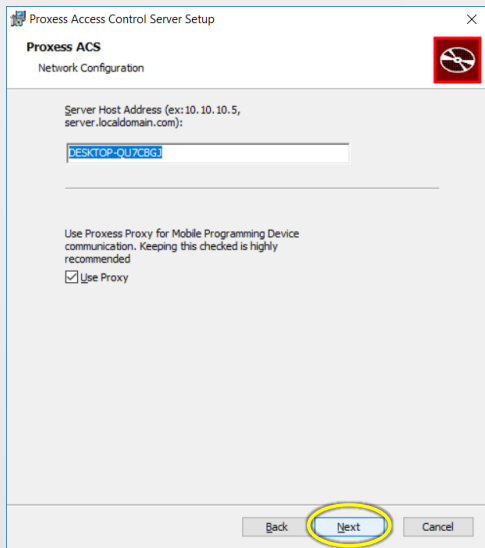 Proxess Access Control Server Setup
Proxess ACS
Network Configuration
Server Host Address (ex:10.10.10.5,
server.localdomain.com):
DESKTOP-QU7CBGJ
Use Proxess Proxy for Mobile Programming Device
communication. Keeping this checked is highly
recommended
Use Proxy
Back Next Cancel